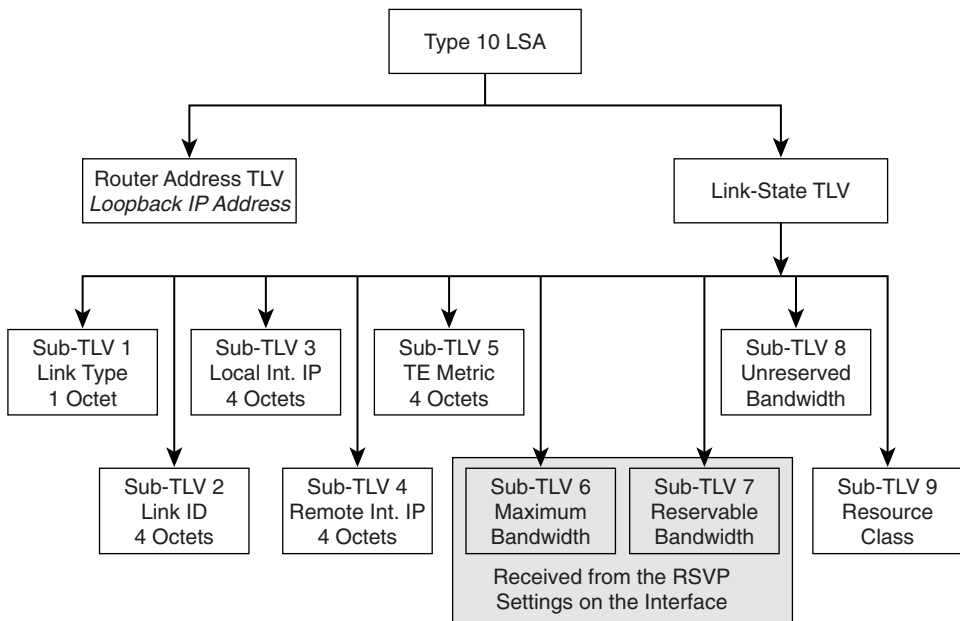 Type 10 LSA
Router Address TLV
Loopback IP Address
Link-State TLV
Sub-TLV 1
Link Type
1 Octet
Sub-TLV 3
Local Int. IP
4 Octets
Sub-TLV 5
TE Metric
4 Octets
Sub-TLV 8
Unreserved
Bandwidth
Sub-TLV 2
Link ID
4 Octets
Sub-TLV 4
Remote Int. IP
4 Octets
Sub-TLV 6
Maximum
Bandwidth
Sub-TLV 7
Reservable
Bandwidth
Sub-TLV 9
Resource
Class
Received from the RSVP
Settings on the Interface